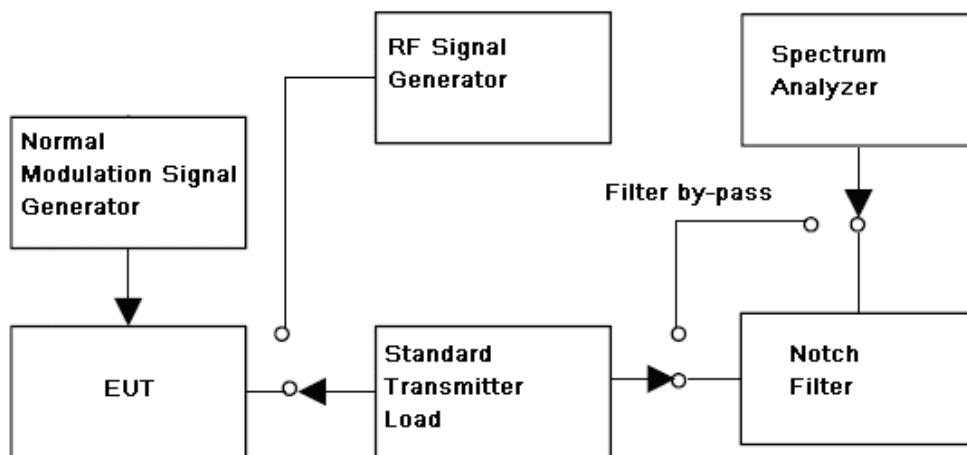 RF Signal
Generator
Spectrum
Analyzer
Normal
Modulation Signal
Generator
Filter by-pass
EUT
Standard
Transmitter
Load
Notch
Filter